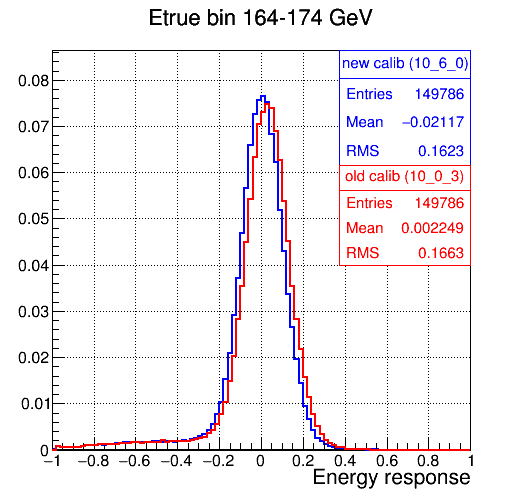 Etrue bin 164-174 GeV
new calib (10_6_0)
Entries 149786
Mean −0.02117
RMS 0.1623
old calib (10_0_3)
Entries 149786
Mean 0.002249
RMS 0.1663
0.08
0.07
0.06
0.05
0.04
0.03
0.02
0.01
0
−1 −0.8 −0.6 −0.4 −0.2 0 0.2 0.4 0.6 0.8 1
Energy response